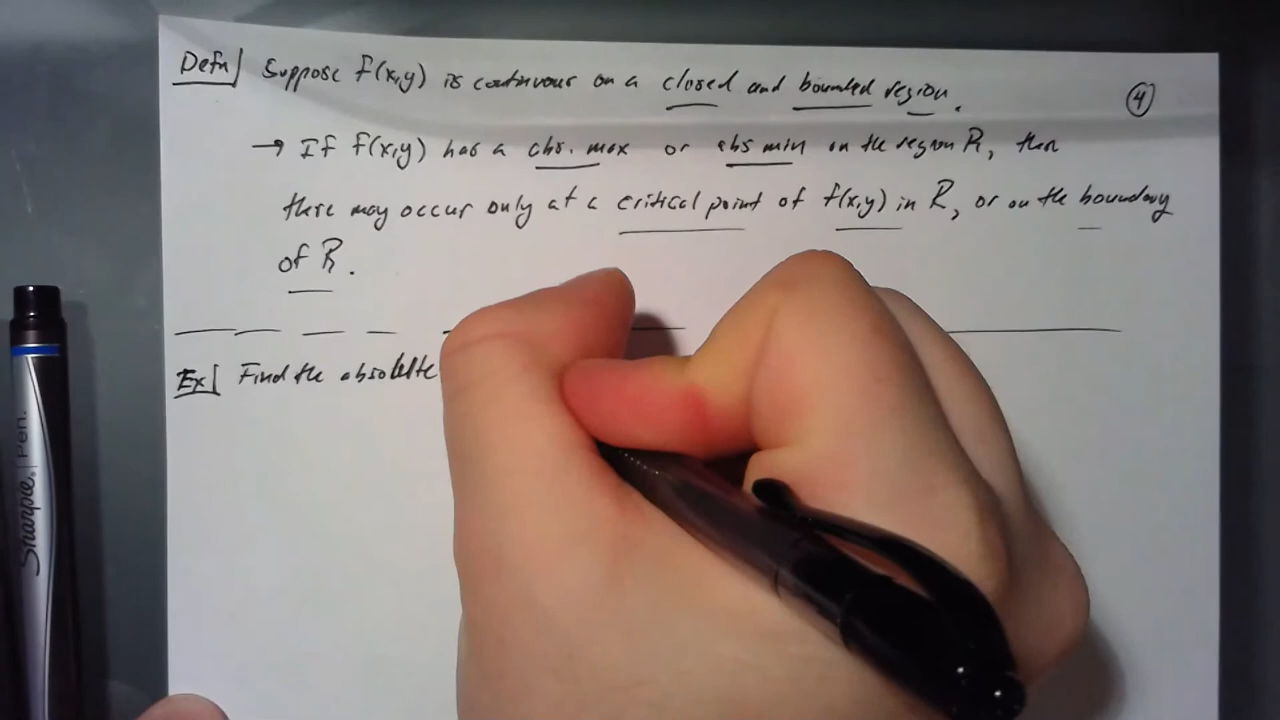 Defn| Suppose f(x,y) is continuous on a closed and bounded region.
④
→ If f(x,y) has a abs. max or abs min on the region R, then
these may occur only at a critical point of f(x,y) in R, or on the boundary
of R.
Ex| Find the absolute
Sharpie. | Pen.